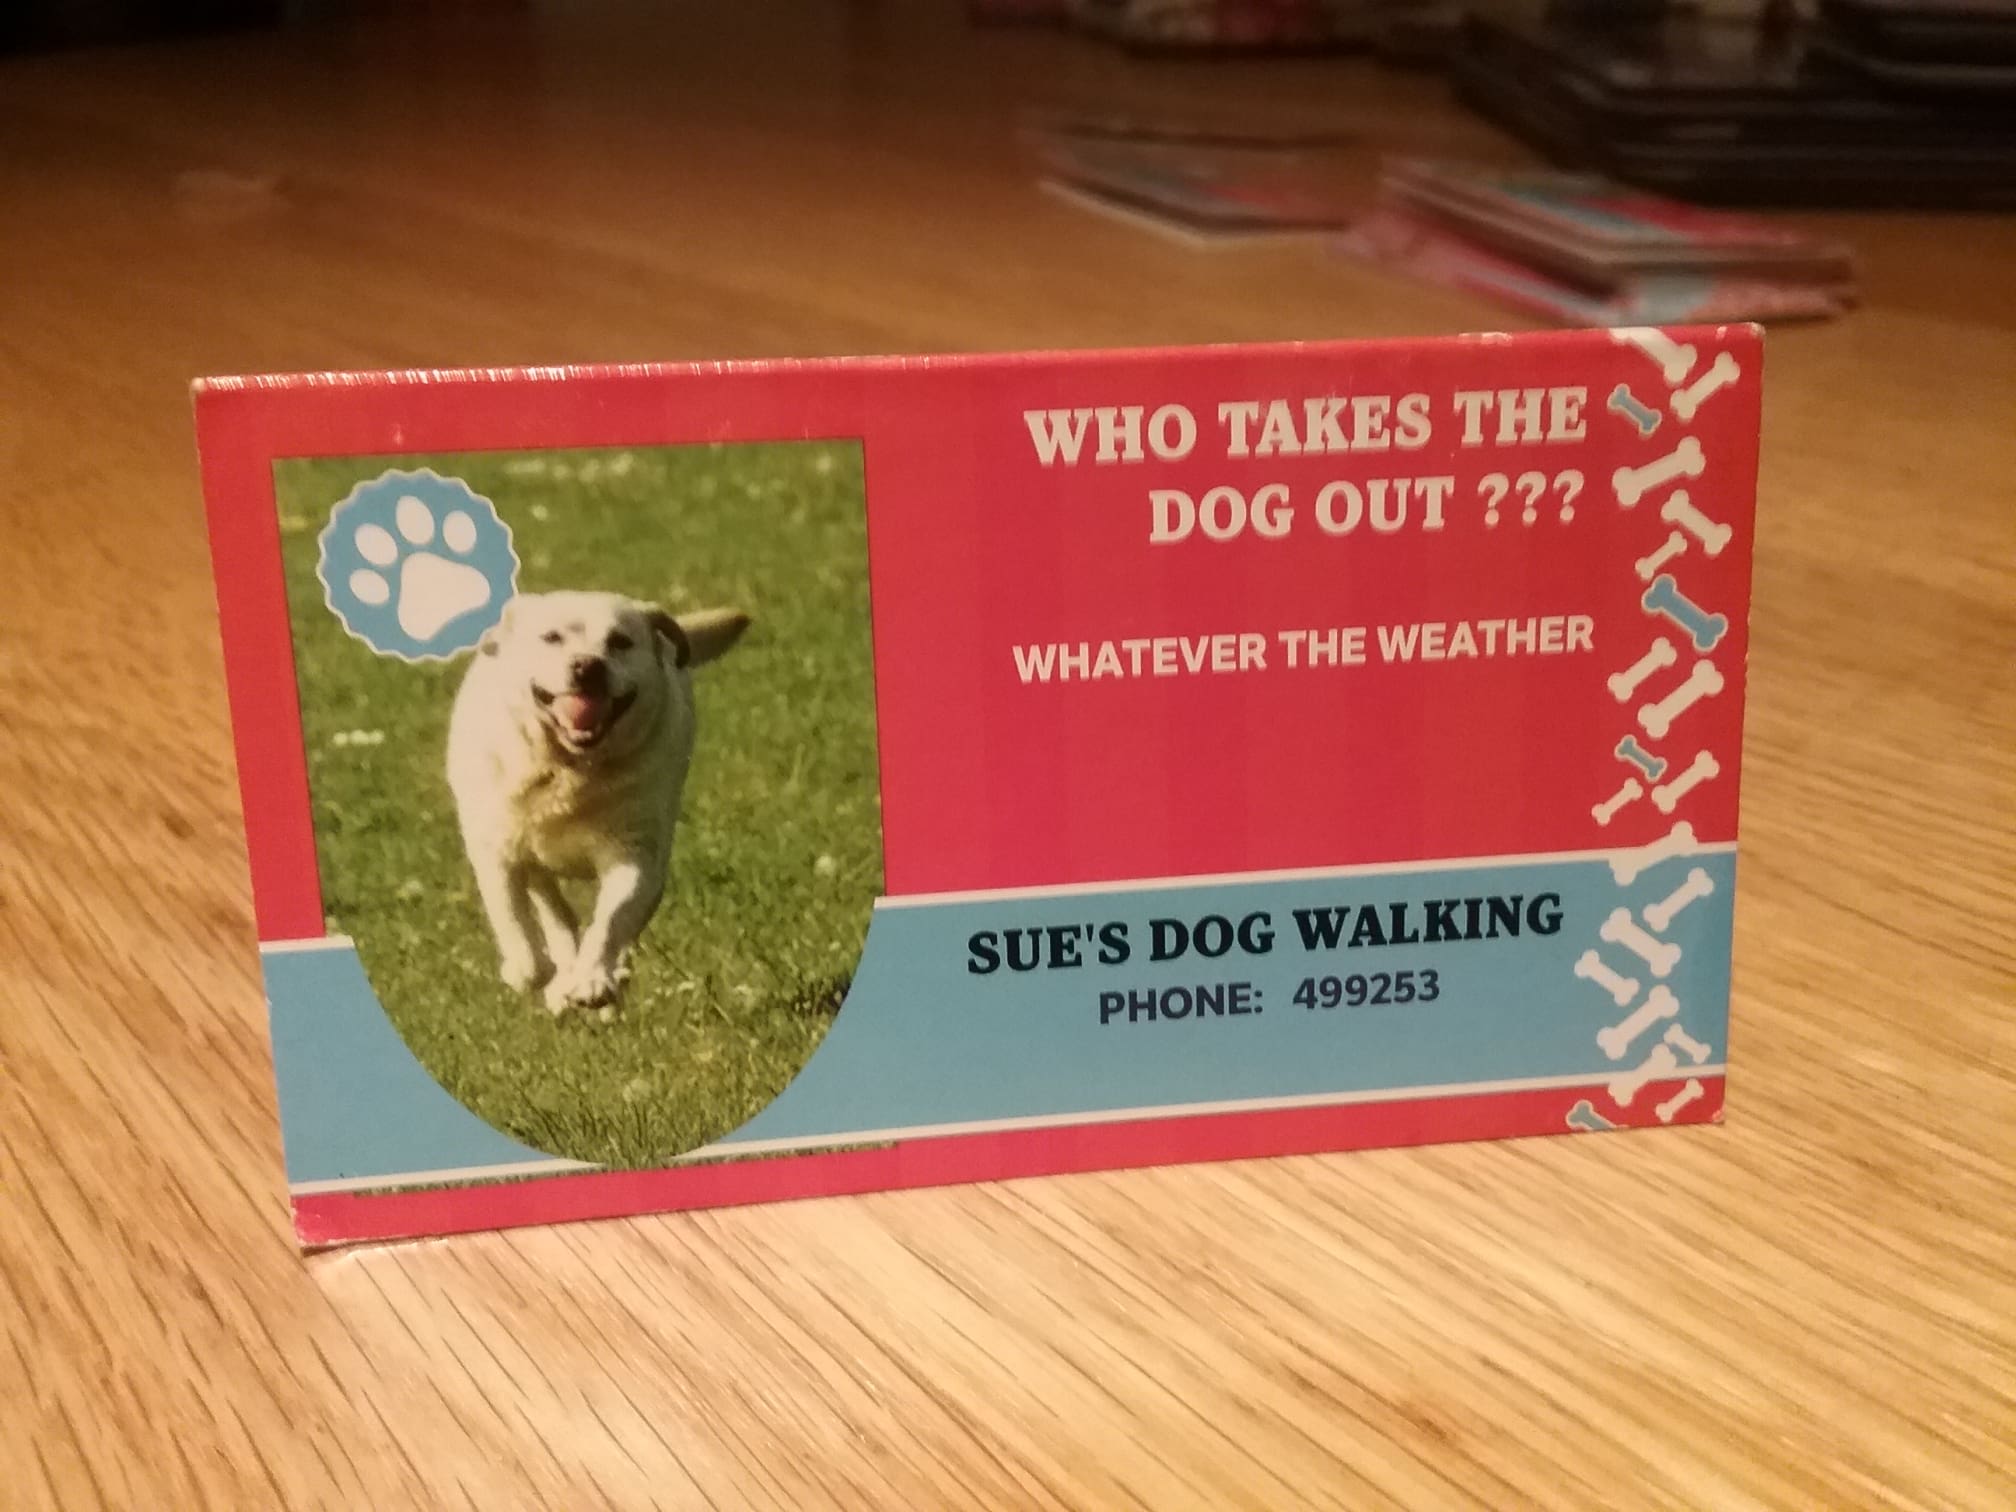 WHO TAKES THE
DOG OUT ???
WHATEVER THE WEATHER
SUE'S DOG WALKING
PHONE: 499253